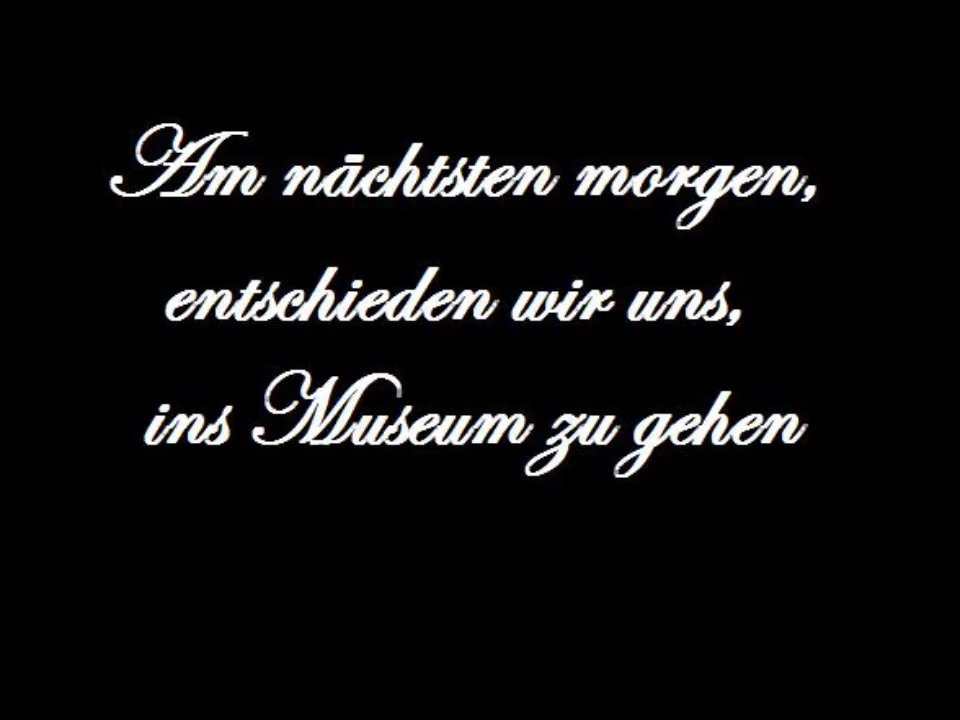 Am nächtsten morgen,
entschieden wir uns,
ins Museum zu gehen